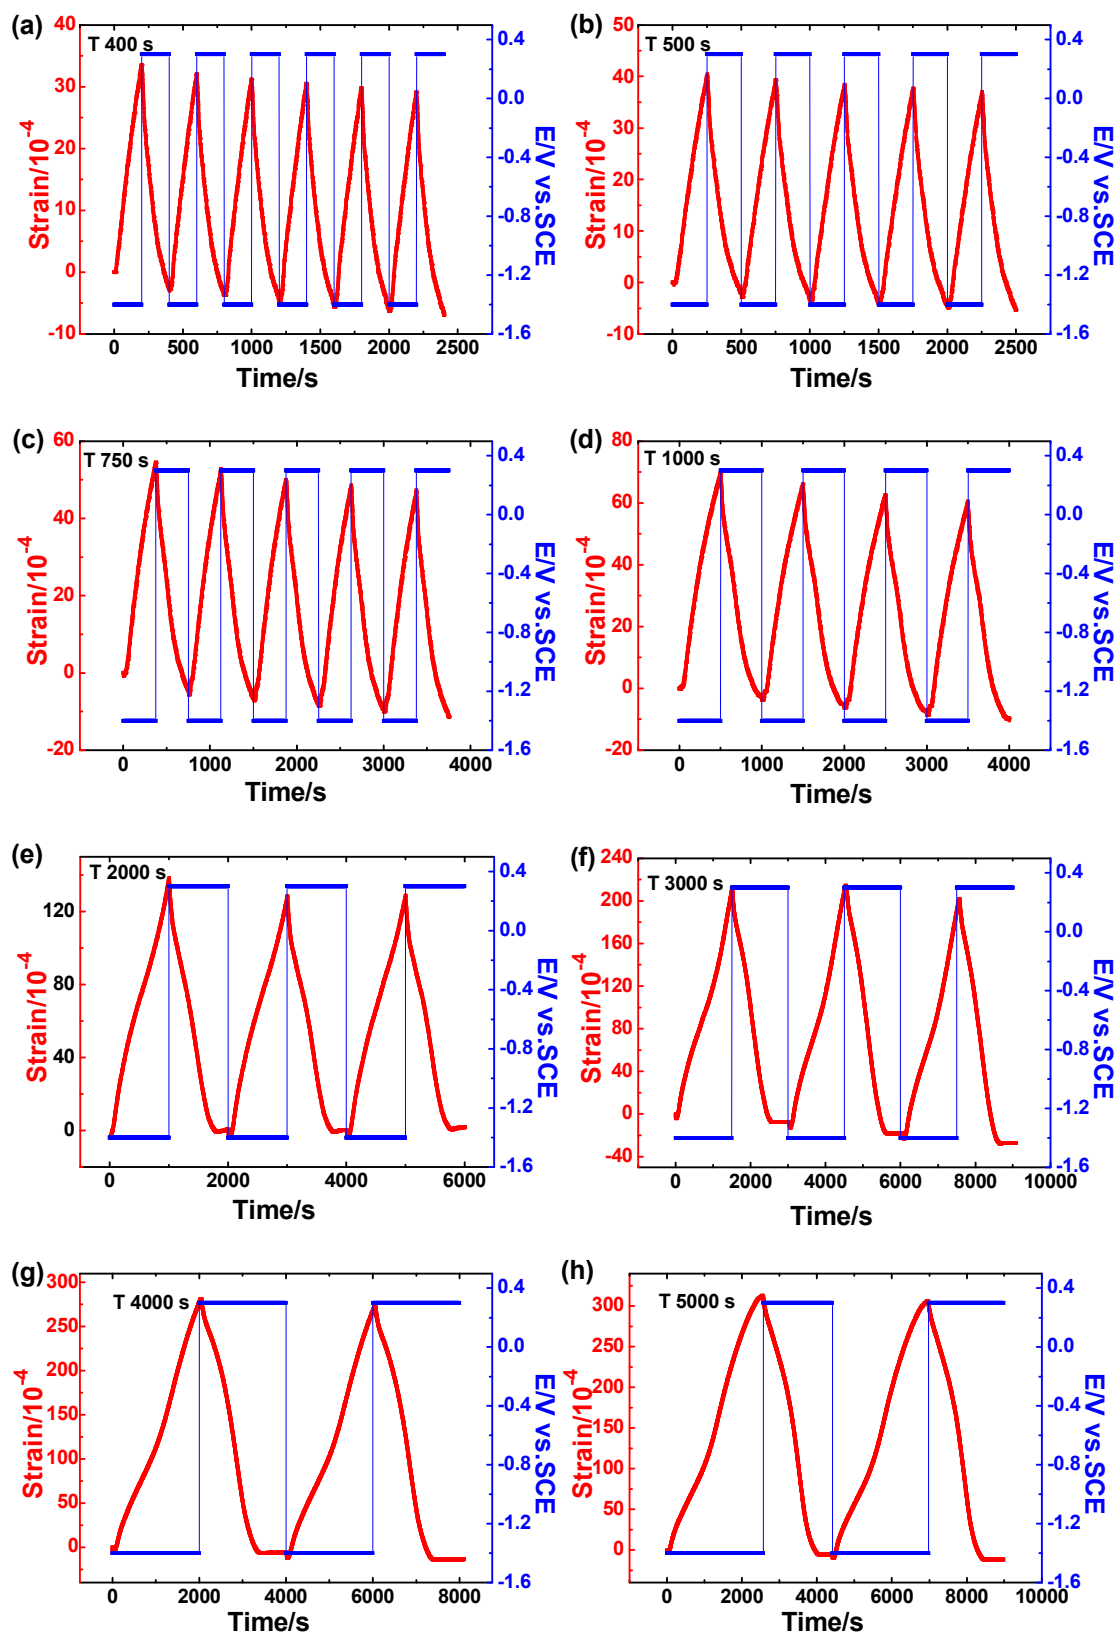 (a)
T 400 s
40
30
20
10
0
-10
Strain/10⁻⁴
0.4
0.0
-0.4
-0.8
-1.2
-1.6
E/V vs.SCE
0 500 1000 1500 2000 2500
Time/s
(b)
T 500 s
50
40
30
20
10
0
-10
Strain/10⁻⁴
0.4
0.0
-0.4
-0.8
-1.2
-1.6
E/V vs.SCE
0 500 1000 1500 2000 2500
Time/s
(c)
T 750 s
60
40
20
0
-20
Strain/10⁻⁴
0.4
0.0
-0.4
-0.8
-1.2
-1.6
E/V vs.SCE
0 1000 2000 3000 4000
Time/s
(d)
T 1000 s
80
60
40
20
0
-20
Strain/10⁻⁴
0.4
0.0
-0.4
-0.8
-1.2
-1.6
E/V vs.SCE
0 1000 2000 3000 4000
Time/s
(e)
T 2000 s
120
80
40
0
Strain/10⁻⁴
0.4
0.0
-0.4
-0.8
-1.2
-1.6
E/V vs.SCE
0 2000 4000 6000
Time/s
(f)
T 3000 s
240
200
160
120
80
40
0
-40
Strain/10⁻⁴
0.4
0.0
-0.4
-0.8
-1.2
-1.6
E/V vs.SCE
0 2000 4000 6000 8000 10000
Time/s
(g)
T 4000 s
300
250
200
150
100
50
0
Strain/10⁻⁴
0.4
0.0
-0.4
-0.8
-1.2
-1.6
E/V vs.SCE
0 2000 4000 6000 8000
Time/s
(h)
T 5000 s
300
250
200
150
100
50
0
Strain/10⁻⁴
0.4
0.0
-0.4
-0.8
-1.2
-1.6
E/V vs.SCE
0 2000 4000 6000 8000 10000
Time/s